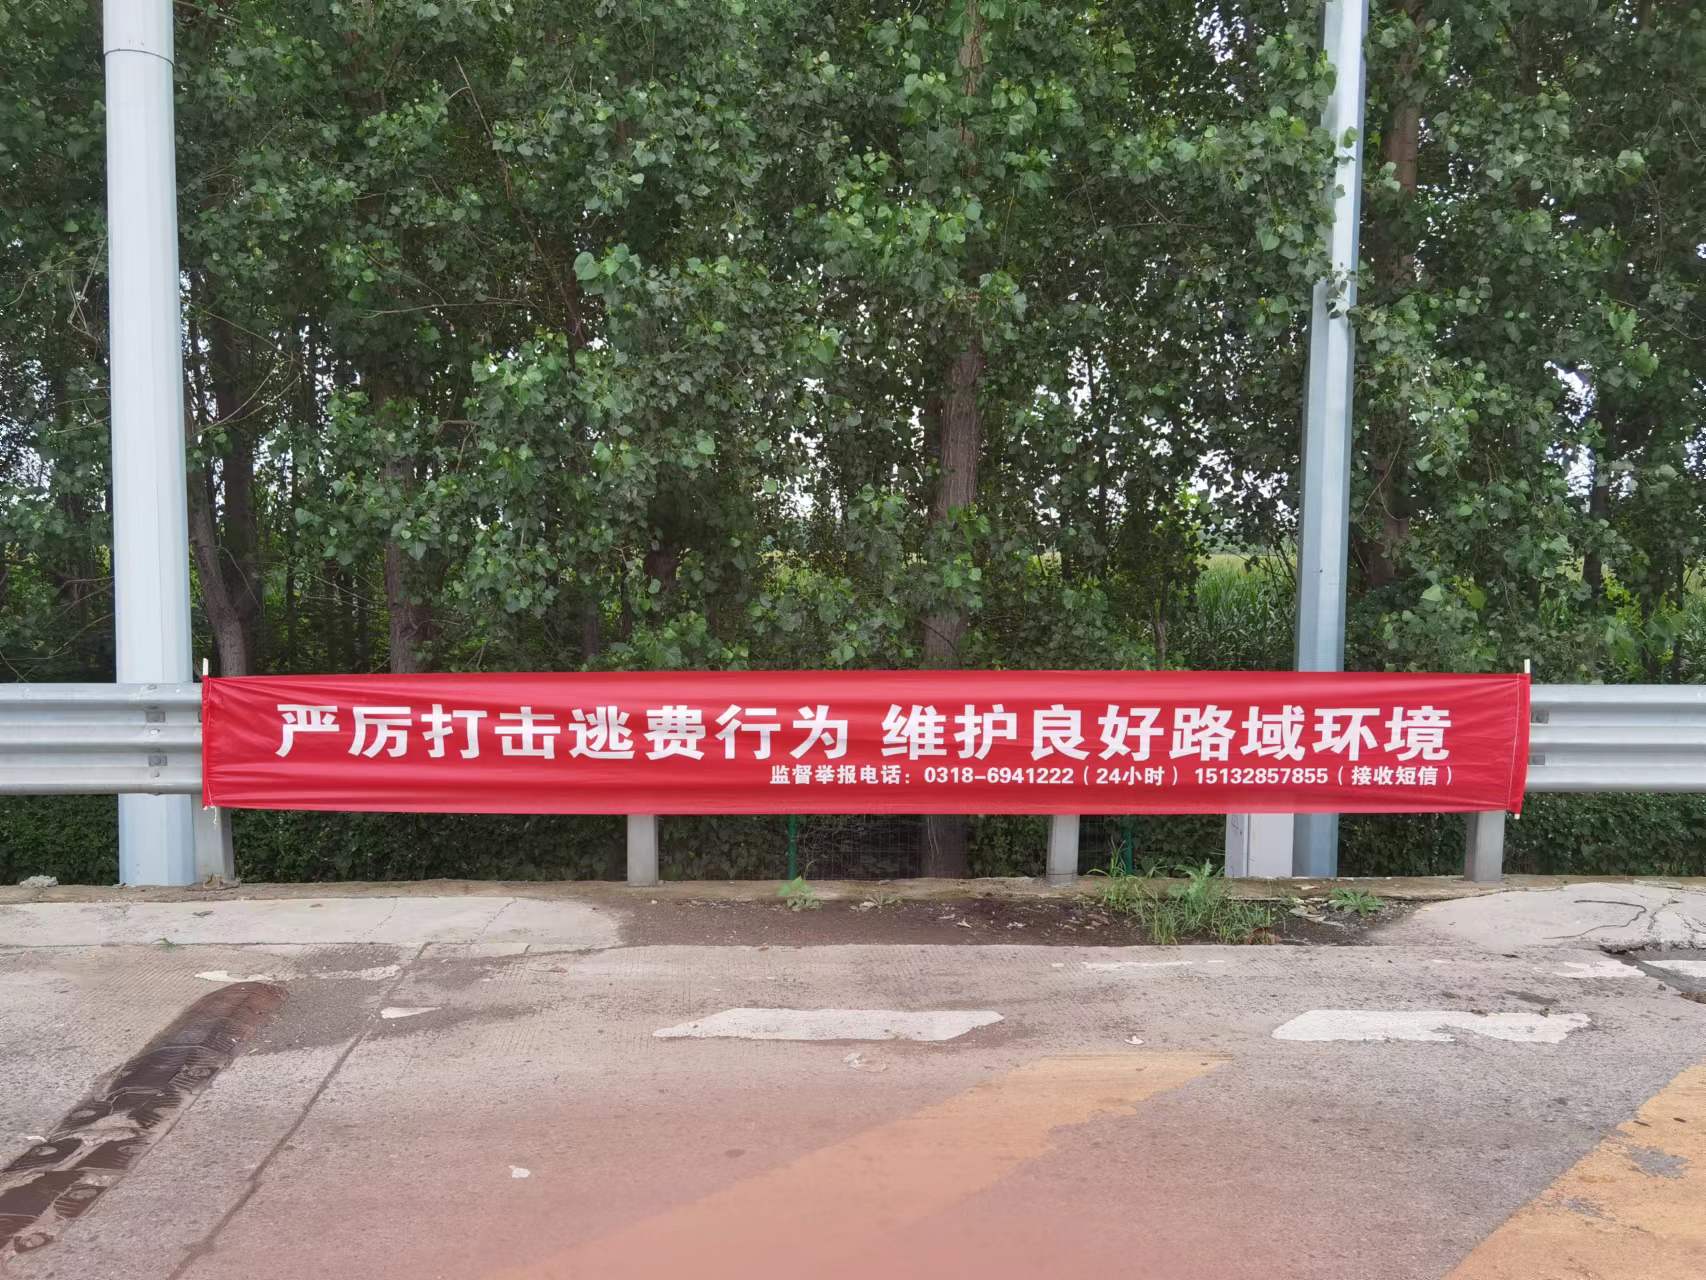 严厉打击逃费行为 维护良好路域环境
监督举报电话：0318-6941222（24小时） 15132857855（接收短信）